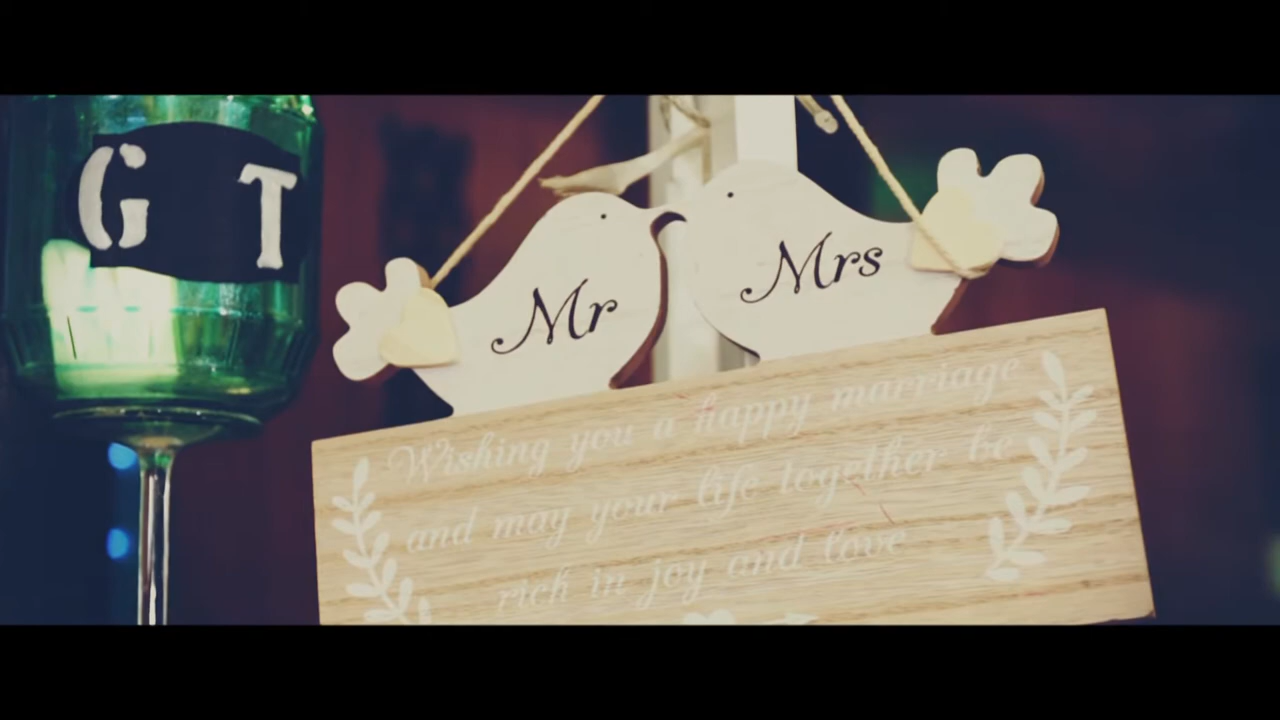 G T
Mr
Mrs
Wishing you a happy marriage
and may your life together be
rich in joy and love